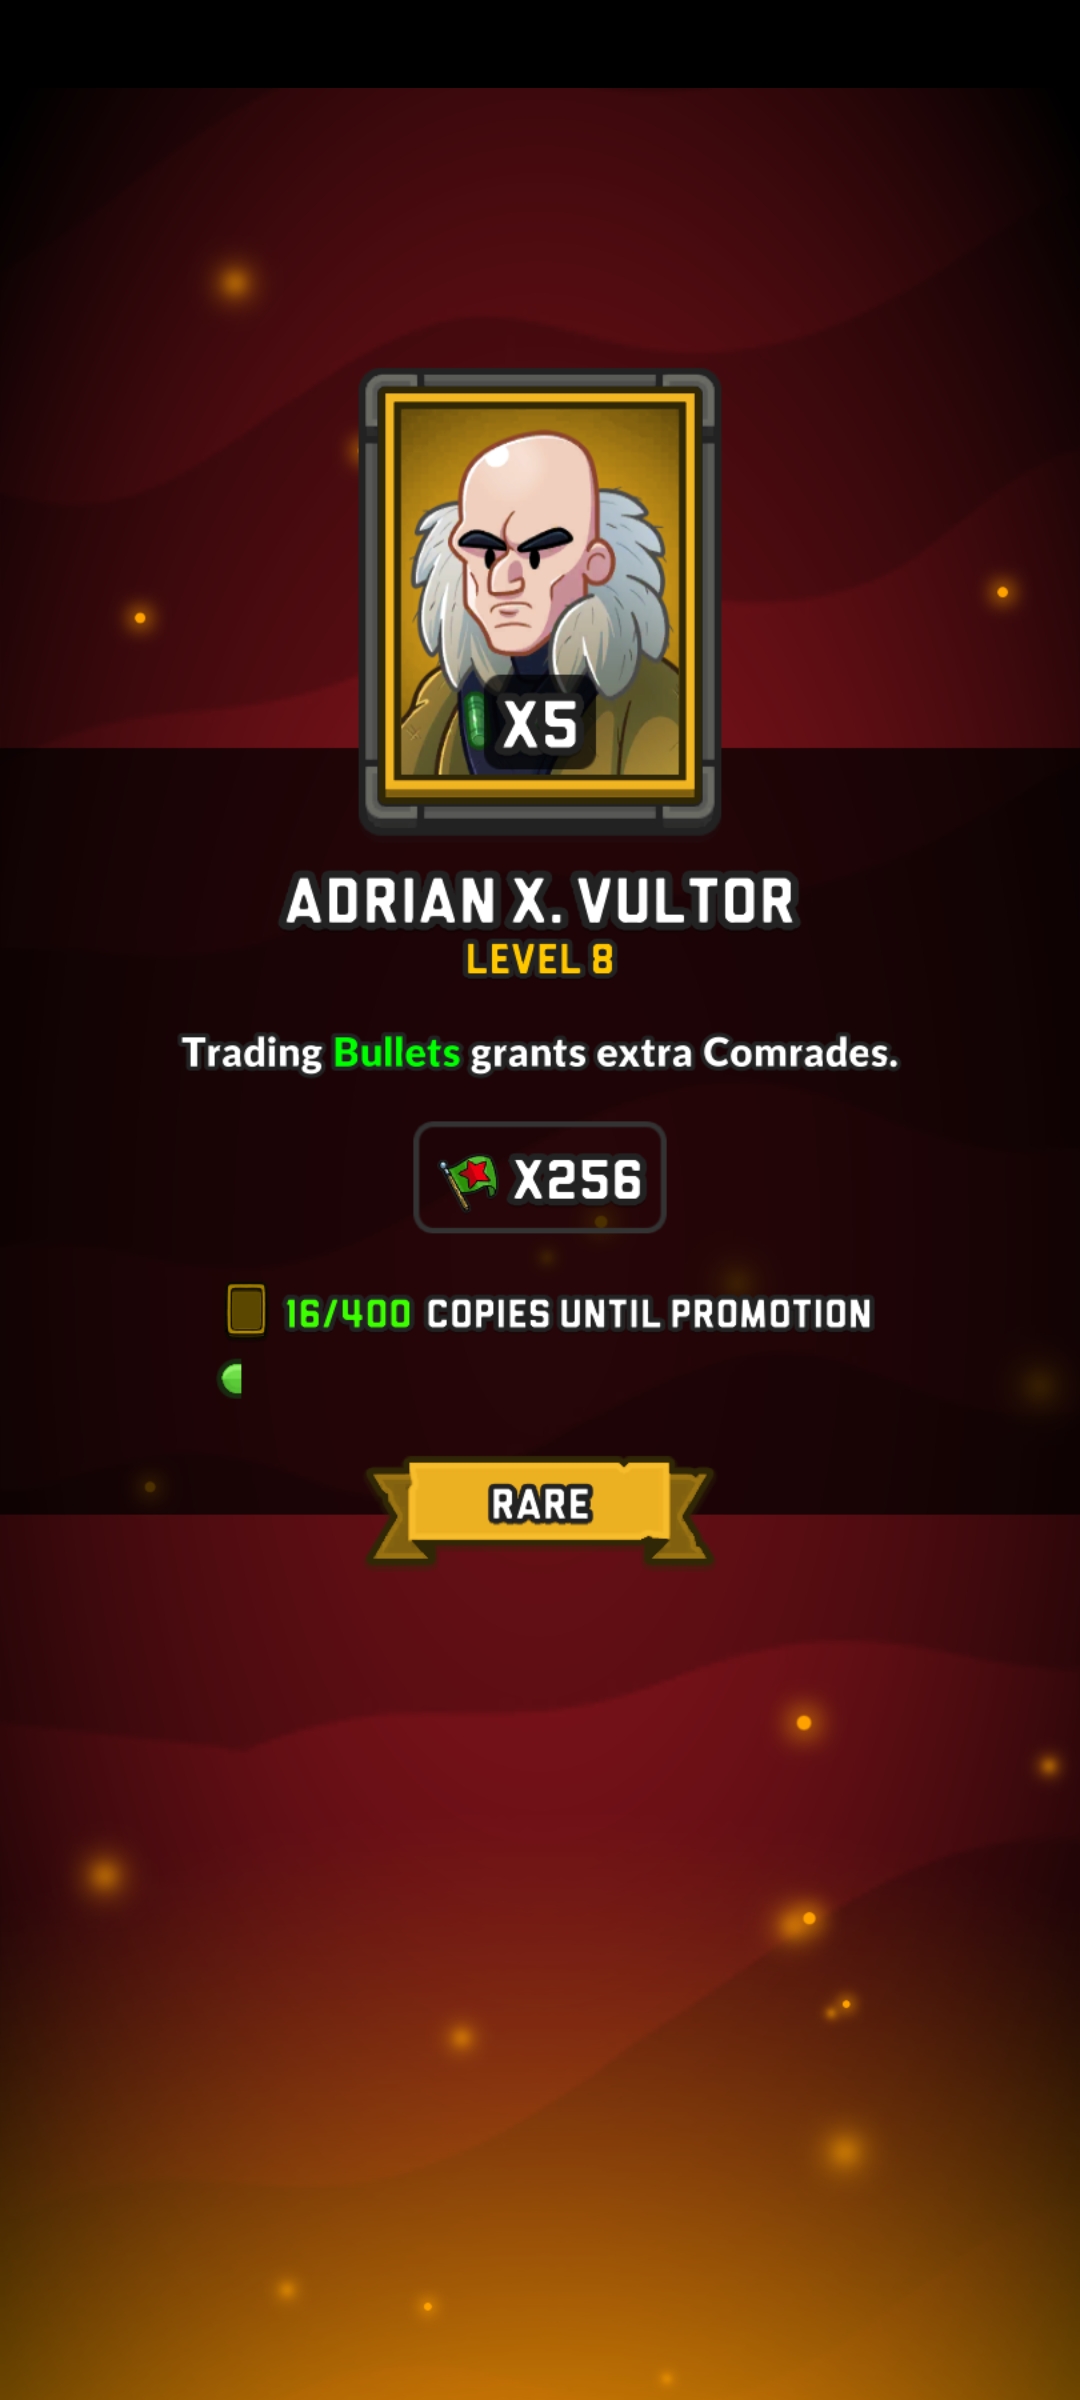 X5
ADRIAN X. VULTOR
LEVEL 8
Trading Bullets grants extra Comrades.
X256
16/400 COPIES UNTIL PROMOTION
RARE